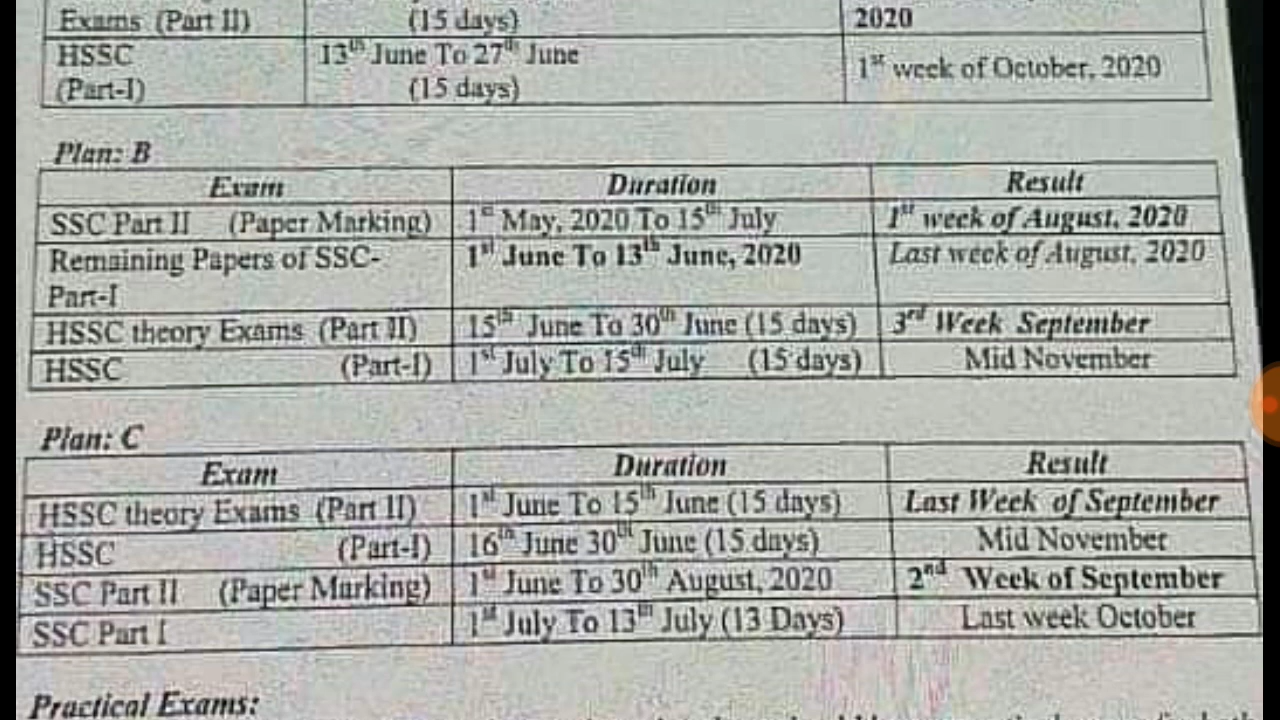 Exams (Part II) (15 days) 2020
HSSC 13th June To 27th June
(Part-I) (15 days) 1st week of October, 2020
Plan: B
Exam Duration Result
SSC Part II (Paper Marking) 1st May, 2020 To 15th July 1st week of August, 2020
Remaining Papers of SSC- 1st June To 13th June, 2020 Last week of August, 2020
Part-I
HSSC theory Exams (Part II) 15th June To 30th June (15 days) 3rd Week September
HSSC (Part-I) 1st July To 15th July (15 days) Mid November
Plan: C
Exam Duration Result
HSSC theory Exams (Part II) 1st June To 15th June (15 days) Last Week of September
HSSC (Part-I) 16th June 30th June (15 days) Mid November
SSC Part II (Paper Marking) 1st June To 30th August, 2020 2nd Week of September
SSC Part I 1st July To 13th July (13 Days) Last week October
Practical Exams: